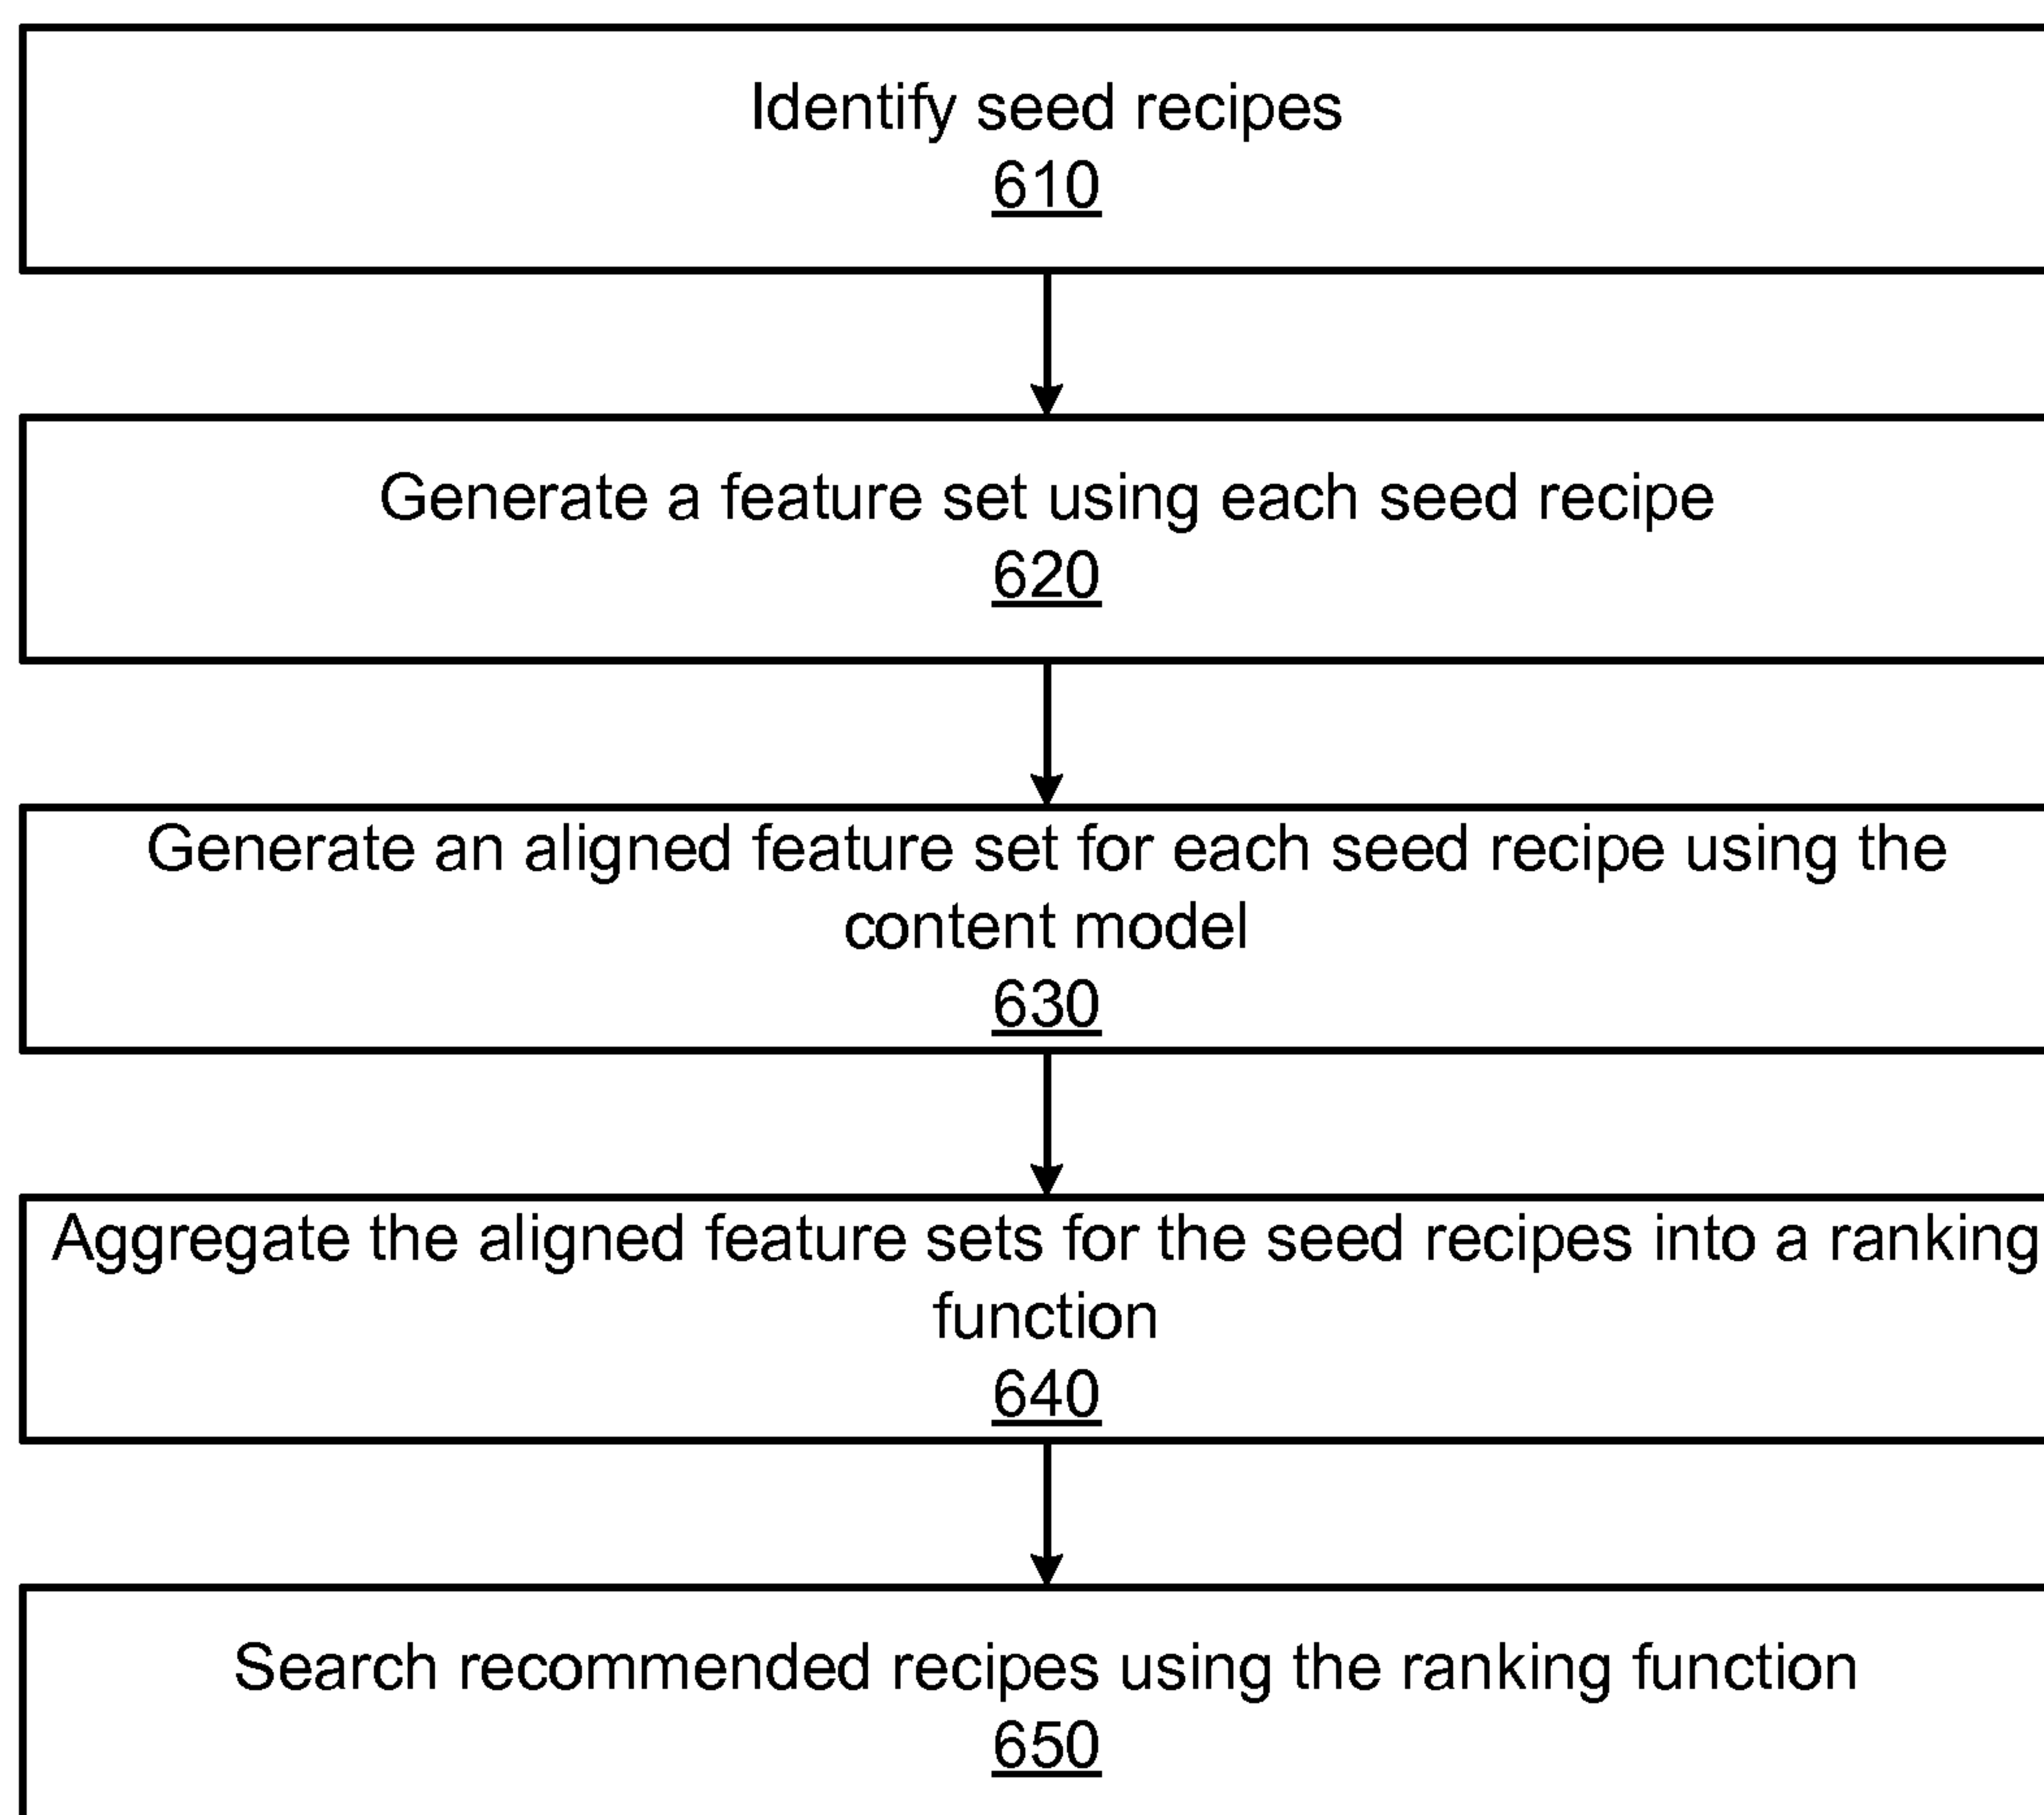 Identify seed recipes
610
Generate a feature set using each seed recipe
620
Generate an aligned feature set for each seed recipe using the
content model
630
Aggregate the aligned feature sets for the seed recipes into a ranking
function
640
Search recommended recipes using the ranking function
650